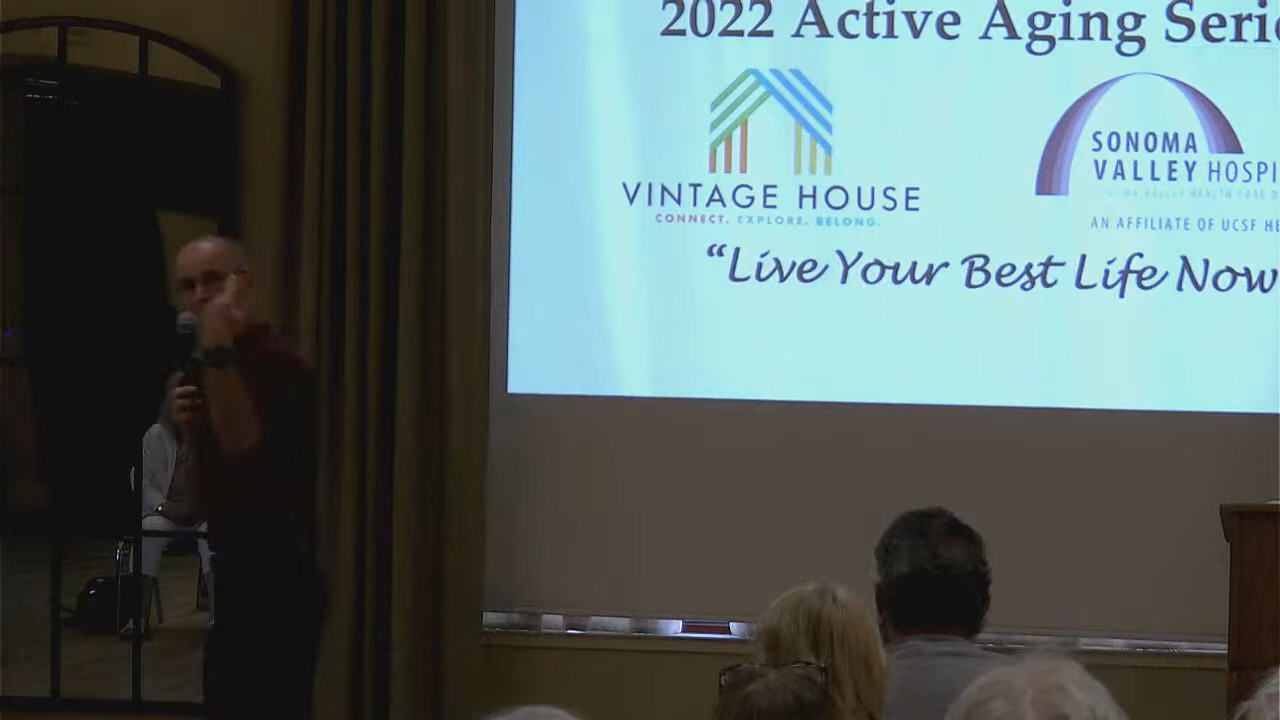 2022 Active Aging Seri
VINTAGE HOUSE
CONNECT. EXPLORE. BELONG.
SONOMA
VALLEY HOSPI
AN AFFILIATE OF UCSF HE
"Live Your Best Life Now